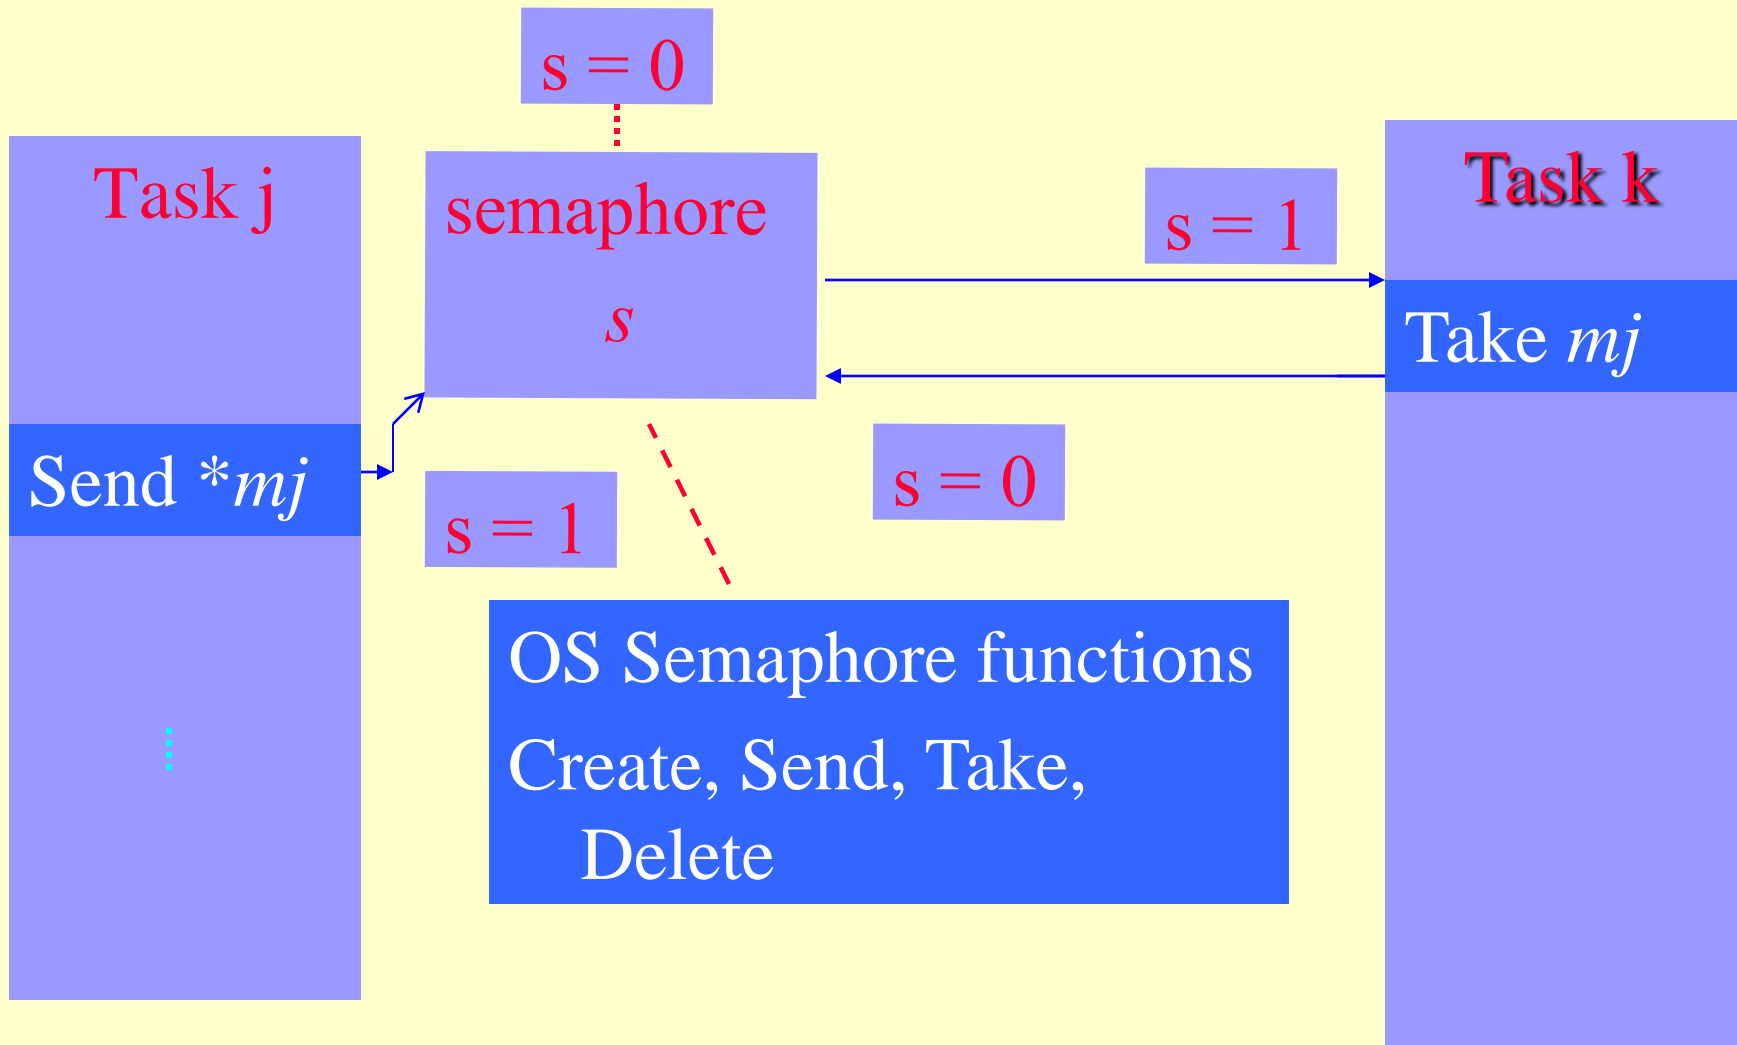 s = 0
Task j
semaphore
s
s = 1
Task k
Take mj
Send *mj
s = 1
s = 0
OS Semaphore functions
Create, Send, Take,
Delete